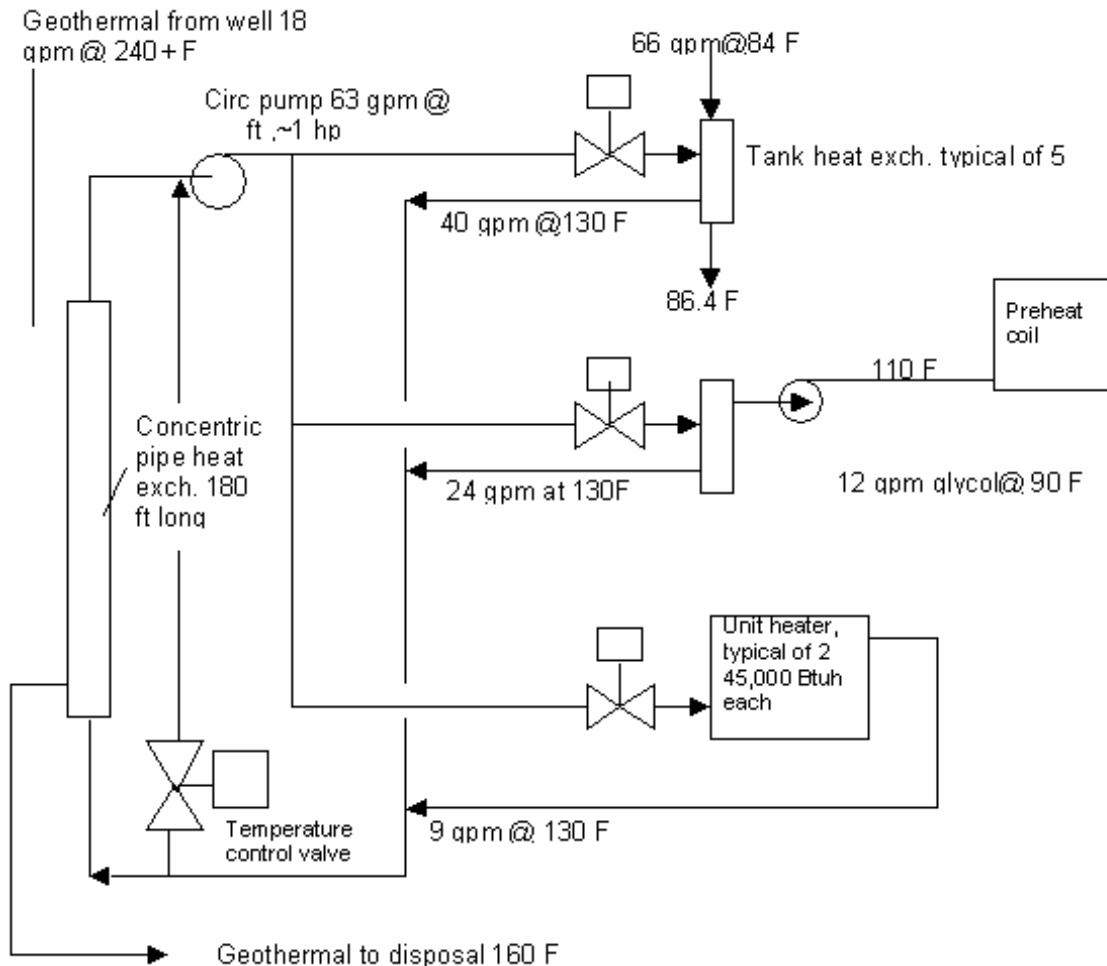 Geothermal from well 18
gpm @ 240+ F
66 gpm@84 F
Circ pump 63 gpm @
ft ,~1 hp
Tank heat exch. typical of 5
40 gpm @130 F
86.4 F
Preheat
coil
110 F
Concentric
pipe heat
exch. 180
ft long
24 gpm at 130F
12 gpm glycol@ 90 F
Unit heater,
typical of 2
45,000 Btuh
each
9 gpm @ 130 F
Temperature
control valve
Geothermal to disposal 160 F